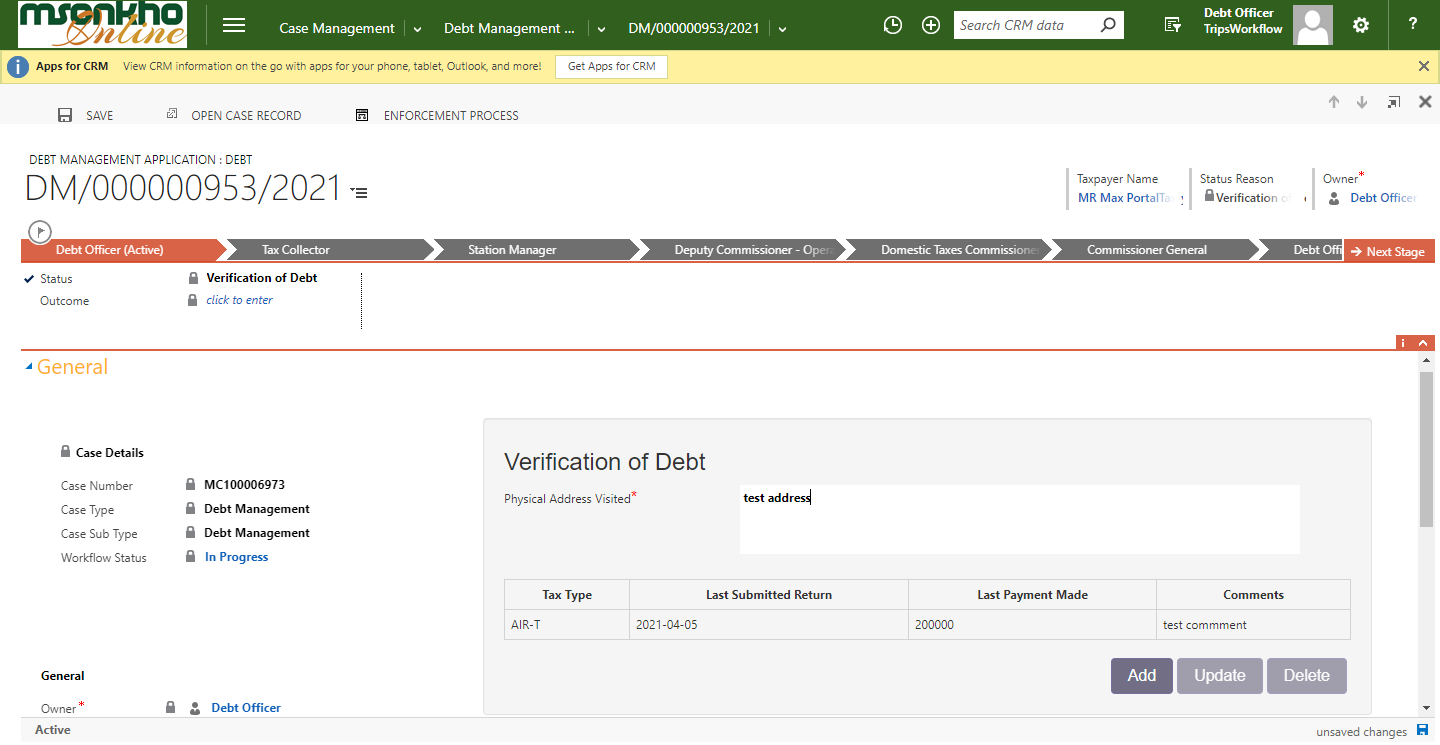 msonkho
Online
Case Management
Debt Management ...
DM/000000953/2021
Search CRM data
Debt Officer
TripsWorkflow
?
i
Apps for CRM
View CRM information on the go with apps for your phone, tablet, Outlook, and more!
Get Apps for CRM
SAVE
OPEN CASE RECORD
ENFORCEMENT PROCESS
DEBT MANAGEMENT APPLICATION : DEBT
DM/000000953/2021
Taxpayer Name
MR Max PortalTa
Status Reason
Verification o
Owner*
Debt Officer
Debt Officer (Active)
Tax Collector
Station Manager
Deputy Commissioner - Oper
Domestic Taxes Commissioner
Commissioner General
Debt Offi
Next Stage
Status
Verification of Debt
Outcome
click to enter
i
General
Case Details
Case Number
MC100006973
Case Type
Debt Management
Case Sub Type
Debt Management
Workflow Status
In Progress
General
Owner*
Debt Officer
Verification of Debt
Physical Address Visited*
test address
Tax Type
Last Submitted Return
Last Payment Made
Comments
AIR-T
2021-04-05
200000
test commment
Add
Update
Delete
Active
unsaved changes